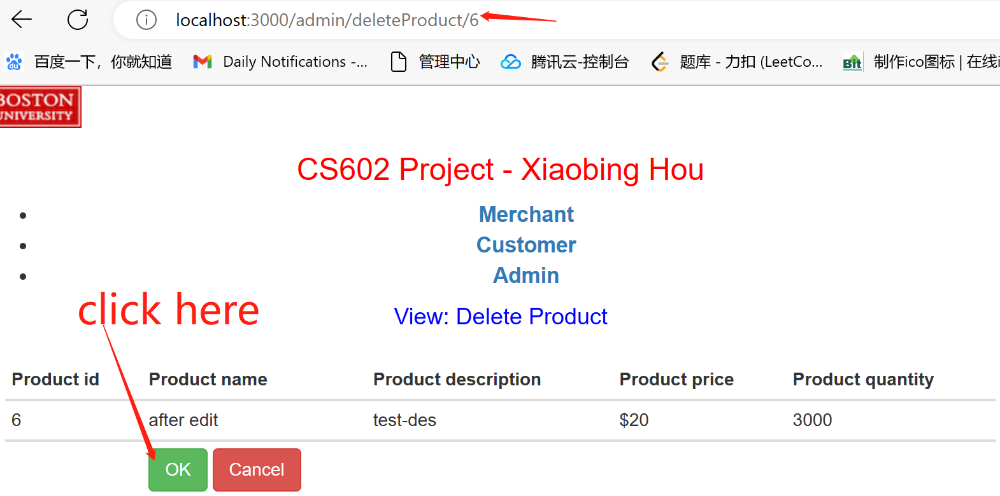 localhost:3000/admin/deleteProduct/6
百度一下，你就知道 Daily Notifications -... 管理中心 腾讯云-控制台 题库 - 力扣 (LeetCo... 制作ico图标 | 在线i
BOSTON
UNIVERSITY
CS602 Project - Xiaobing Hou
Merchant
Customer
Admin
click here
View: Delete Product
Product id Product name Product description Product price Product quantity
6 after edit test-des $20 3000
OK Cancel